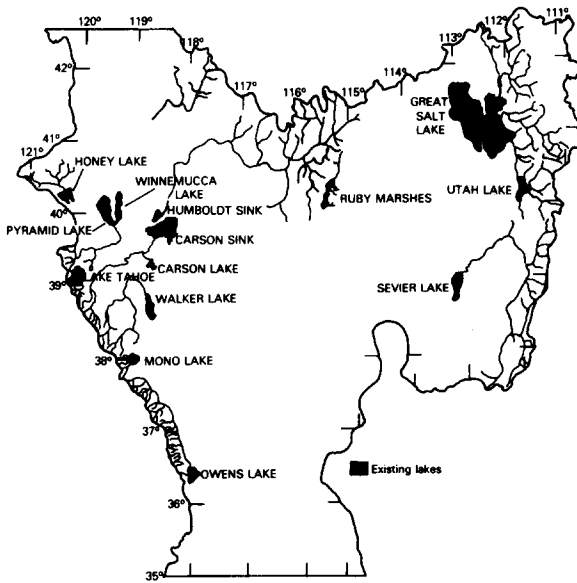 120° 119°
118°
117°
116°
115°
114°
113°
112°
111°
42°
41°
121°
HONEY LAKE
WINNEMUCCA
LAKE
40°
HUMBOLDT SINK
PYRAMID LAKE
CARSON SINK
CARSON LAKE
LAKE TAHOE
39°
WALKER LAKE
38°
MONO LAKE
37°
OWENS LAKE
36°
35°
GREAT
SALT
LAKE
UTAH LAKE
RUBY MARSHES
SEVIER LAKE
Existing lakes